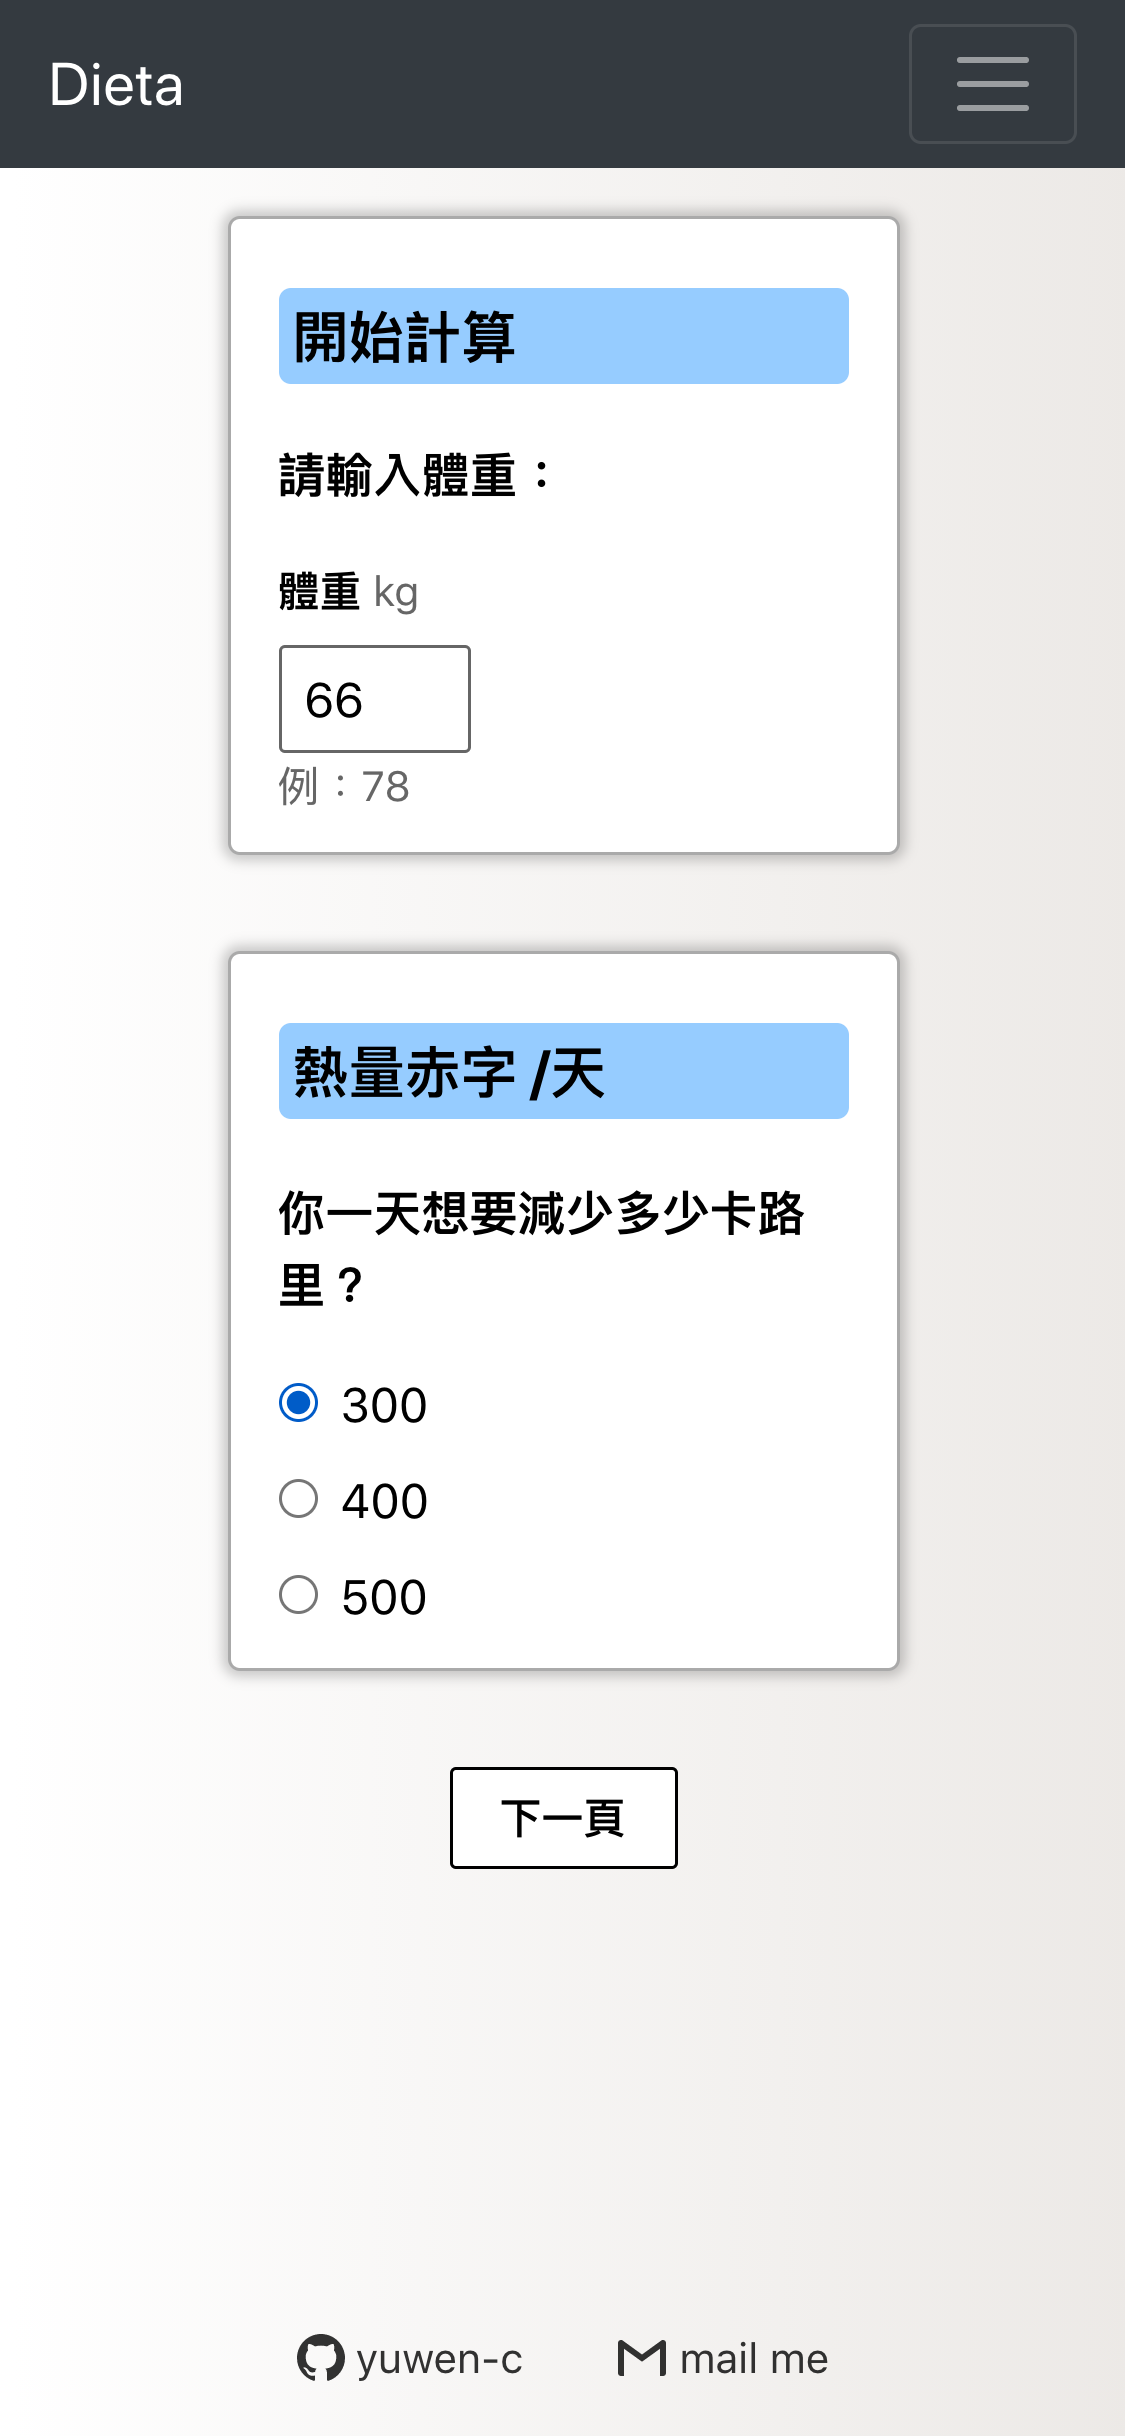 Dieta
開始計算
請輸入體重：
體重 kg
66
例：78
熱量赤字 /天
你一天想要減少多少卡路
里？
300
400
500
下一頁
yuwen-c mail me